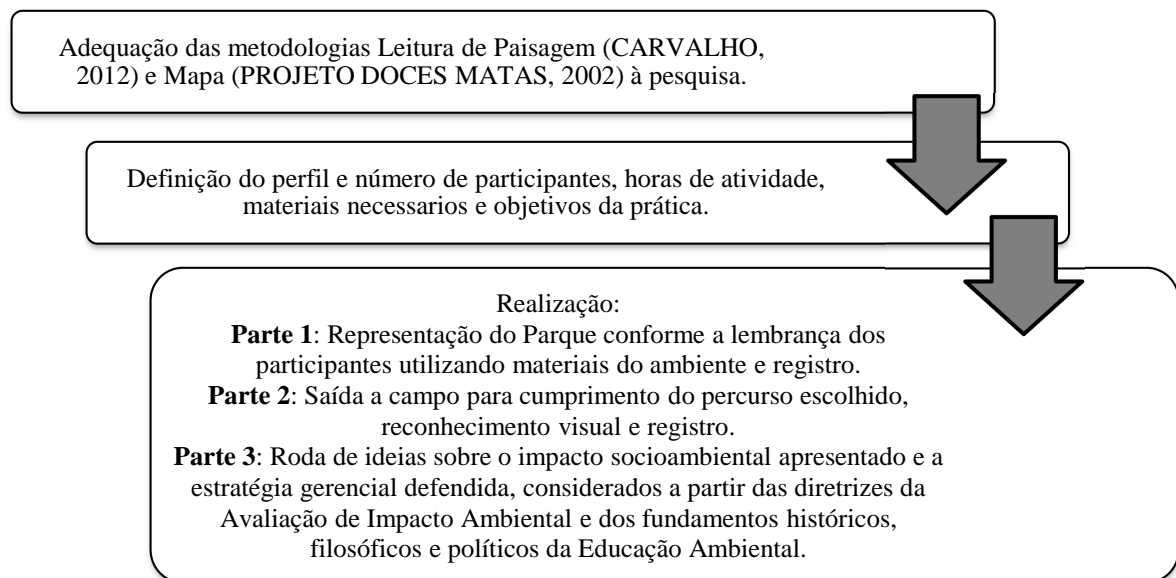 Adequação das metodologias Leitura de Paisagem (CARVALHO,
2012) e Mapa (PROJETO DOCES MATAS, 2002) à pesquisa.
Definição do perfil e número de participantes, horas de atividade,
materiais necessarios e objetivos da prática.
Realização:
Parte 1: Representação do Parque conforme a lembrança dos
participantes utilizando materiais do ambiente e registro.
Parte 2: Saída a campo para cumprimento do percurso escolhido,
reconhecimento visual e registro.
Parte 3: Roda de ideias sobre o impacto socioambiental apresentado e a
estratégia gerencial defendida, considerados a partir das diretrizes da
Avaliação de Impacto Ambiental e dos fundamentos históricos,
filosóficos e políticos da Educação Ambiental.